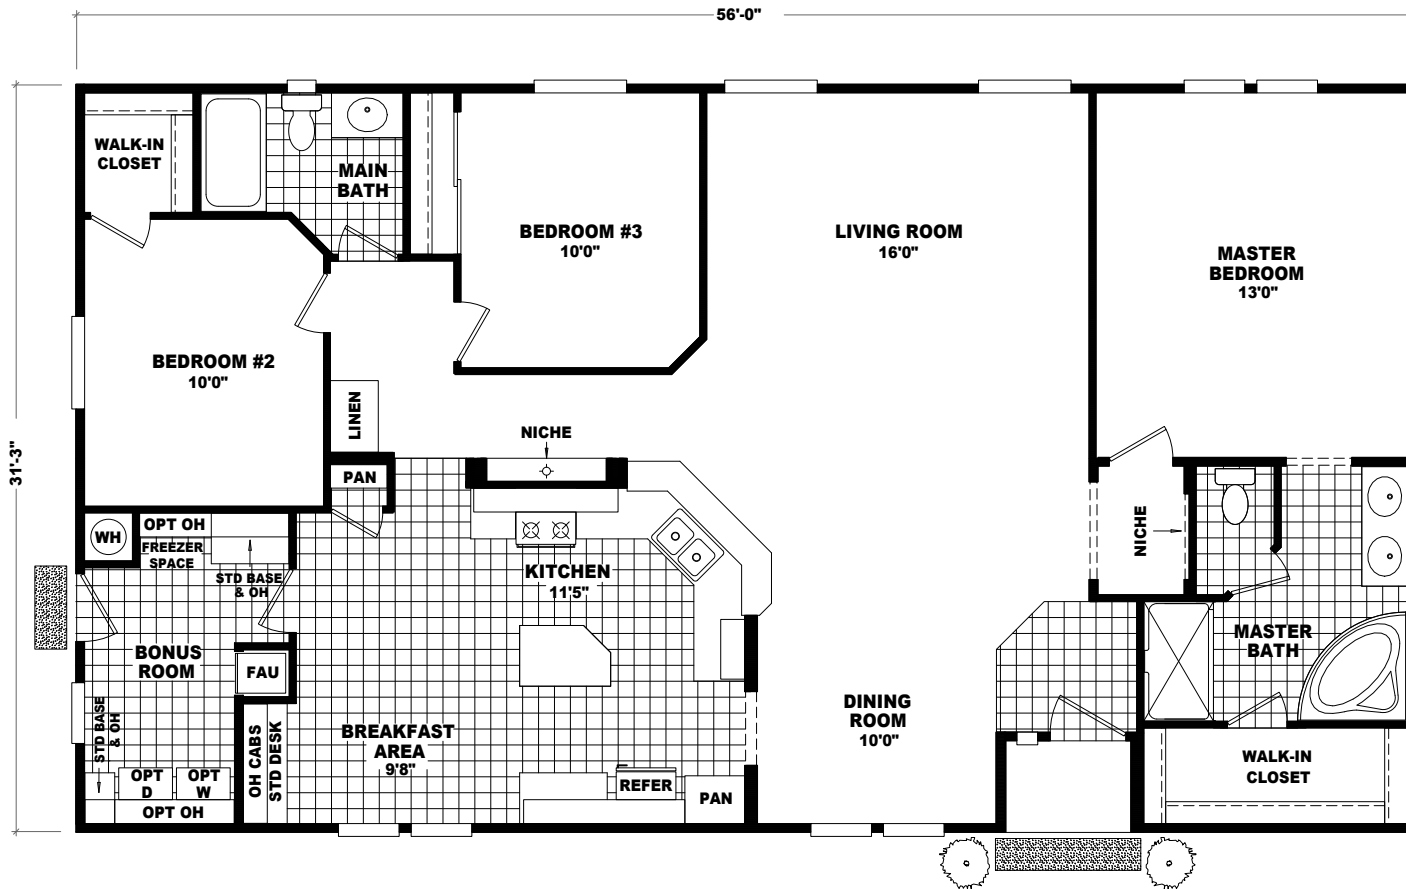 56'-0"
31'-3"
WALK-IN
CLOSET
MAIN
BATH
BEDROOM #3
10'0"
LIVING ROOM
16'0"
MASTER
BEDROOM
13'0"
BEDROOM #2
10'0"
LINEN
NICHE
PAN
NICHE
WH
OPT OH
FREEZER
SPACE
STD BASE
& OH
KITCHEN
11'5"
BONUS
ROOM
FAU
MASTER
BATH
STD BASE
& OH
OH CABS
STD DESK
BREAKFAST
AREA
9'8"
DINING
ROOM
10'0"
OPT
D
OPT
W
OPT OH
REFER
PAN
WALK-IN
CLOSET